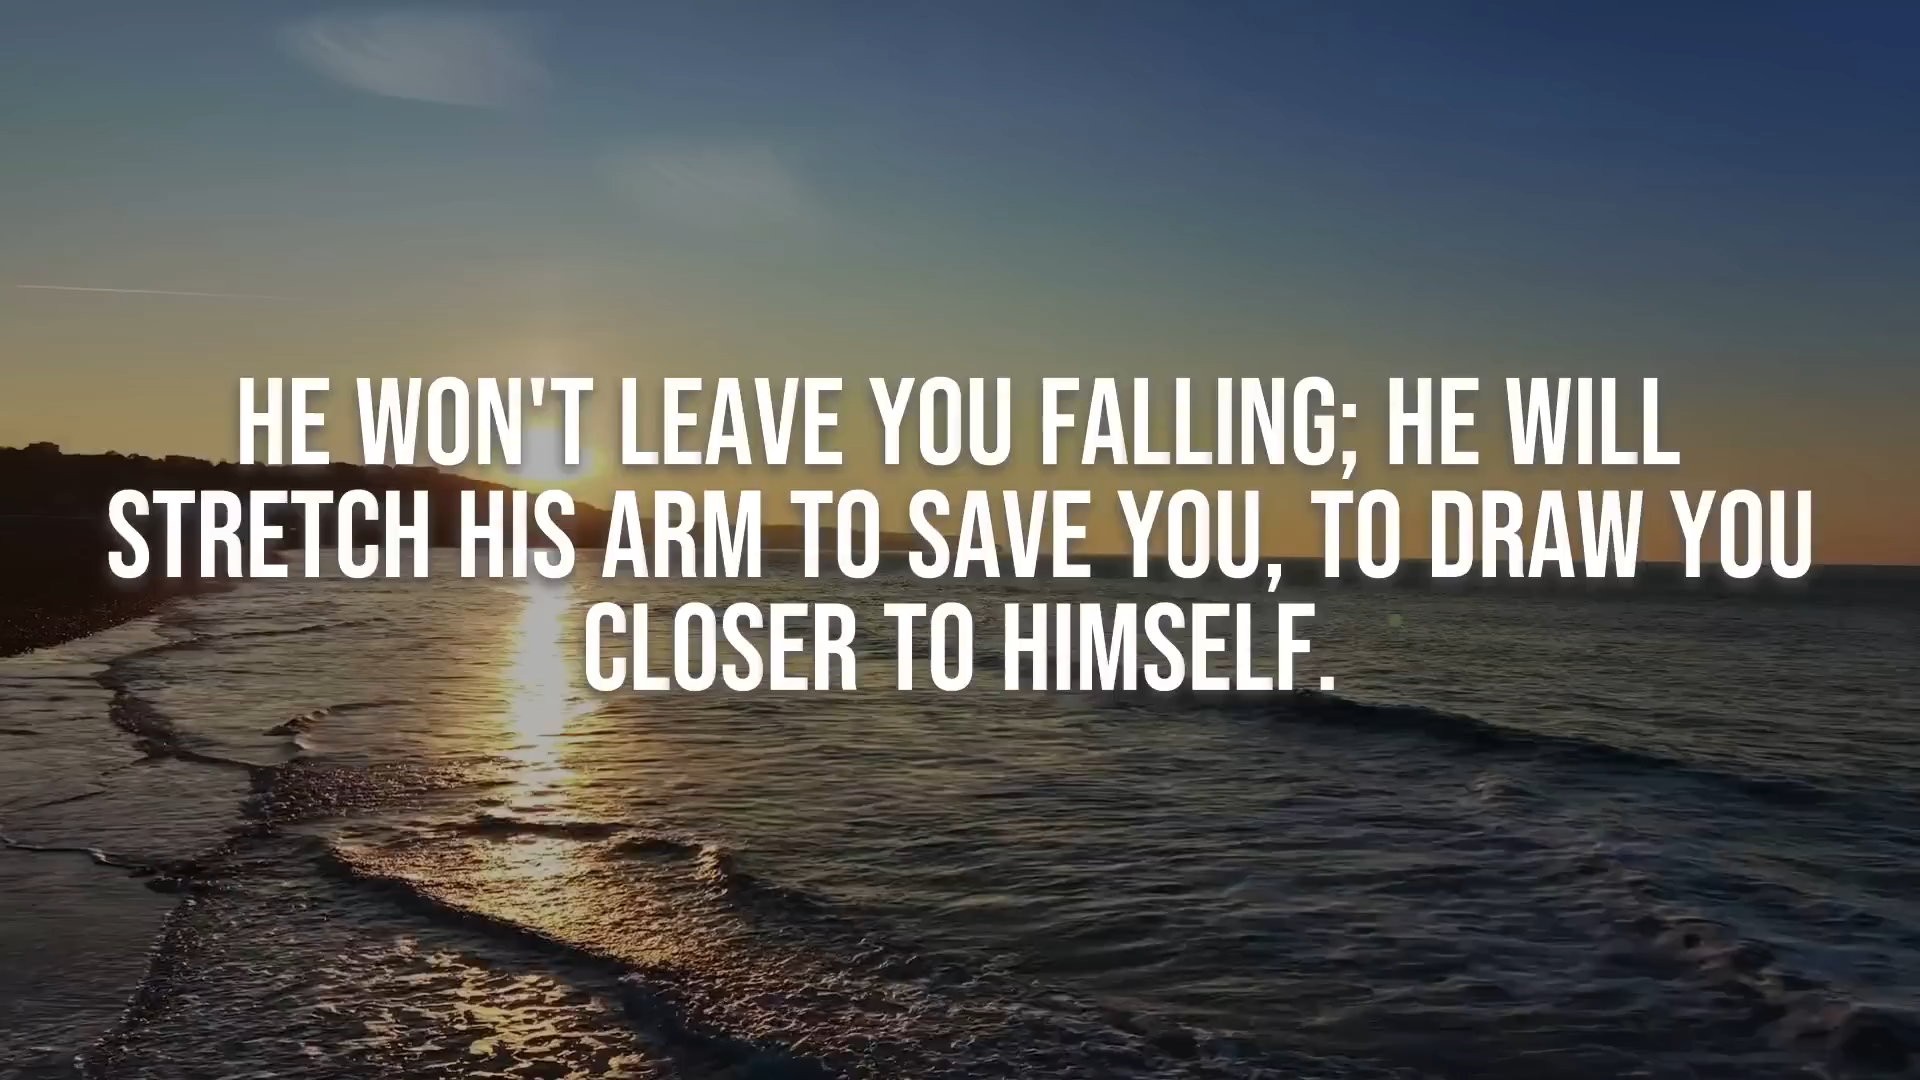 HE WON'T LEAVE YOU FALLING; HE WILL
STRETCH HIS ARM TO SAVE YOU, TO DRAW YOU
CLOSER TO HIMSELF.